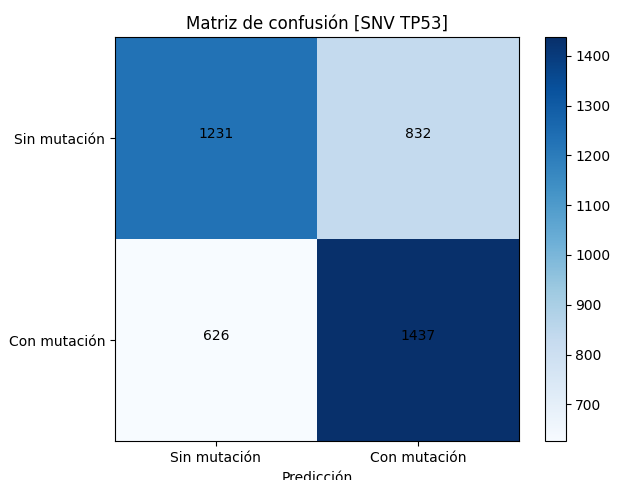 Matriz de confusión [SNV TP53]
Sin mutación
1231
832
Con mutación
626
1437
Sin mutación
Con mutación
Predicción
1400
1300
1200
1100
1000
900
800
700